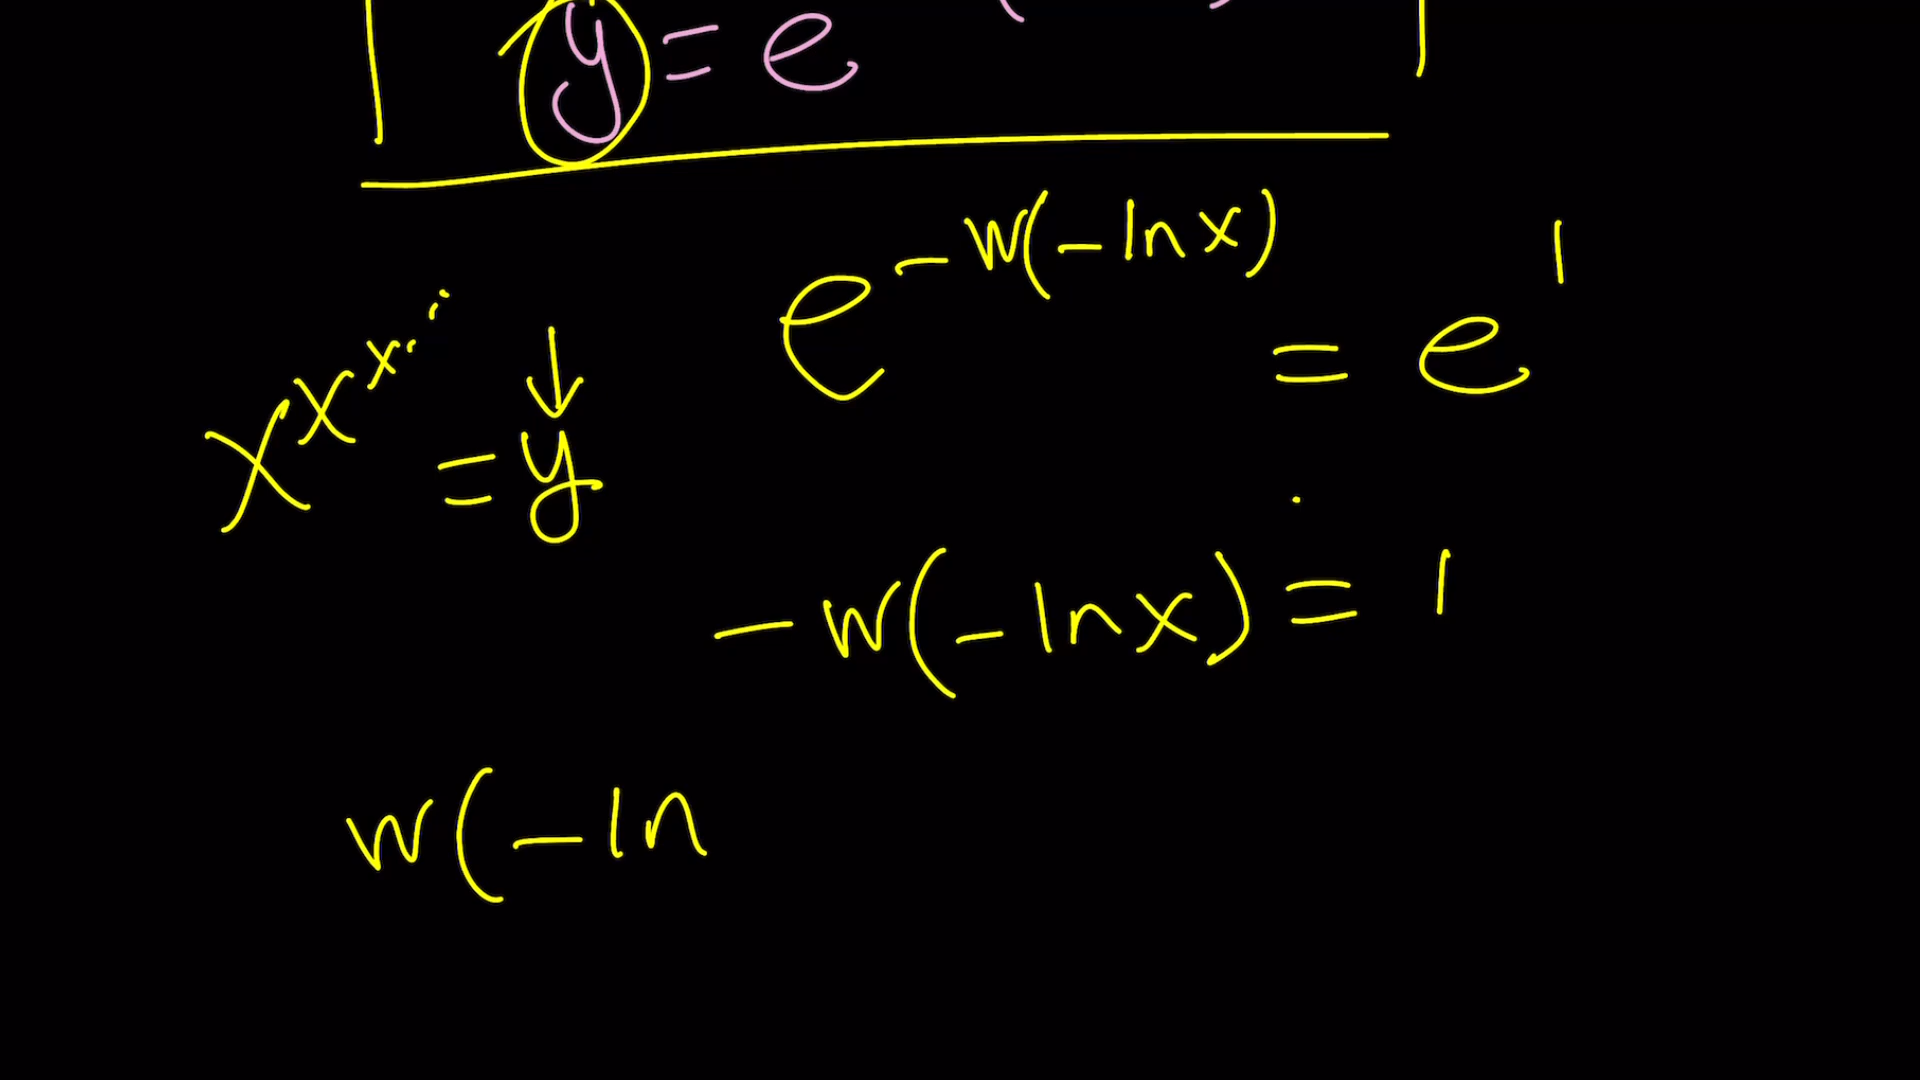 y = e
e^{-W(-ln x)} = e^1
x^{x^{x^{⋰}}} = y
-W(-ln x) = 1
W(-ln